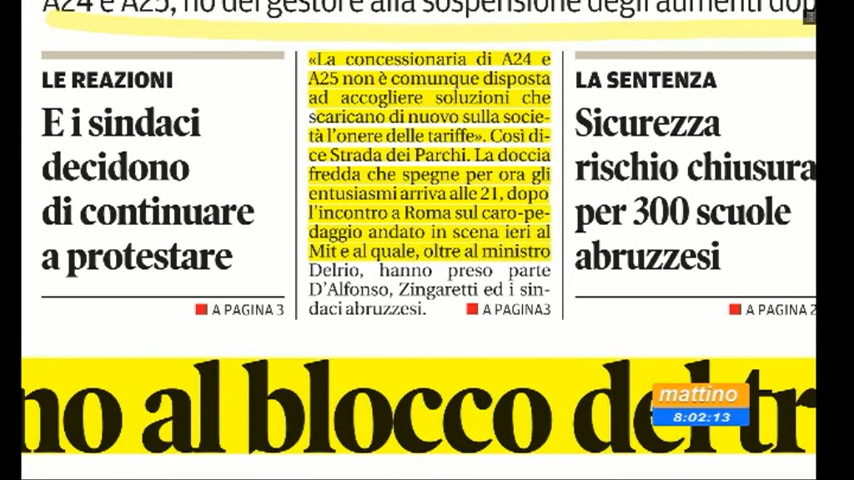 A24 e A25, no del gestore alla sospensione degli aumenti dop
LE REAZIONI
E i sindaci
decidono
di continuare
a protestare
A PAGINA 3
«La concessionaria di A24 e
A25 non è comunque disposta
ad accogliere soluzioni che
scaricano di nuovo sulla socie-
tà l'onere delle tariffe». Così di-
ce Strada dei Parchi. La doccia
fredda che spegne per ora gli
entusiasmi arriva alle 21, dopo
l'incontro a Roma sul caro-pe-
daggio andato in scena ieri al
Mit e al quale, oltre al ministro
Delrio, hanno preso parte
D'Alfonso, Zingaretti ed i sin-
daci abruzzesi.
A PAGINA3
LA SENTENZA
Sicurezza
rischio chiusura
per 300 scuole
abruzzesi
A PAGINA 2
no al blocco del tr
mattino
8:02:13